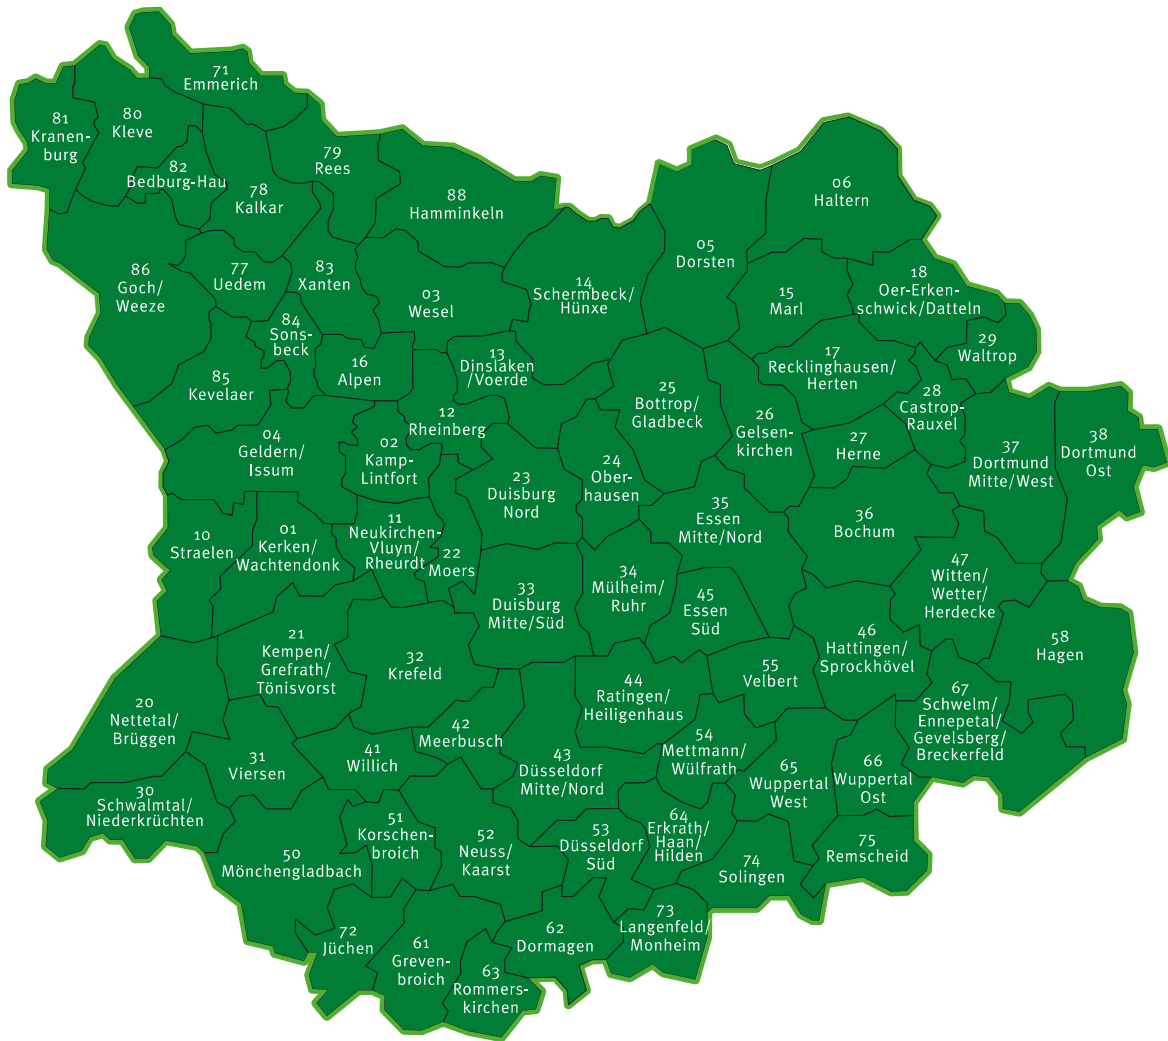 71
Emmerich
81
Kranen-
burg
80
Kleve
82
Bedburg-Hau
79
Rees
78
Kalkar
88
Hamminkeln
06
Haltern
05
Dorsten
86
Goch/
Weeze
77
Uedem
83
Xanten
03
Wesel
14
Schermbeck/
Hünxe
15
Marl
18
Oer-Erken-
schwick/Datteln
84
Sons-
beck
16
Alpen
13
Dinslaken
/Voerde
17
Recklinghausen/
Herten
29
Waltrop
85
Kevelaer
25
Bottrop/
Gladbeck
28
Castrop-
Rauxel
12
Rheinberg
26
Gelsen-
kirchen
04
Geldern/
Issum
02
Kamp-
Lintfort
27
Herne
37
Dortmund
Mitte/West
38
Dortmund
Ost
23
Duisburg
Nord
24
Ober-
hausen
35
Essen
Mitte/Nord
36
Bochum
10
Straelen
01
Kerken/
Wachtendonk
11
Neukirchen-
Vluyn/
Rheurdt
22
Moers
33
Duisburg
Mitte/Süd
34
Mülheim/
Ruhr
45
Essen
Süd
47
Witten/
Wetter/
Herdecke
21
Kempen/
Grefrath/
Tönisvorst
32
Krefeld
46
Hattingen/
Sprockhövel
58
Hagen
55
Velbert
44
Ratingen/
Heiligenhaus
67
Schwelm/
Ennepetal/
Gevelsberg/
Breckerfeld
20
Nettetal/
Brüggen
42
Meerbusch
54
Mettmann/
Wülfrath
31
Viersen
41
Willich
43
Düsseldorf
Mitte/Nord
65
Wuppertal
West
66
Wuppertal
Ost
30
Schwalmtal/
Niederkrüchten
51
Korschen-
broich
52
Neuss/
Kaarst
53
Düsseldorf
Süd
64
Erkrath/
Haan/
Hilden
75
Remscheid
50
Mönchengladbach
74
Solingen
72
Jüchen
61
Greven-
broich
62
Dormagen
73
Langenfeld/
Monheim
63
Rommers-
kirchen